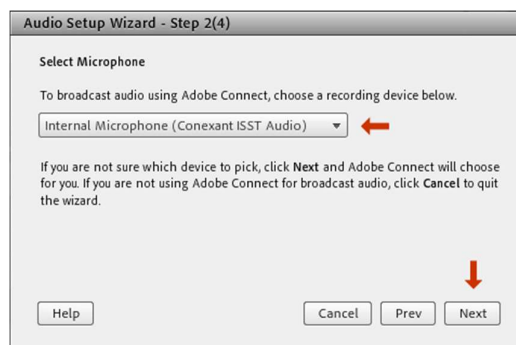 Audio Setup Wizard - Step 2(4)
Select Microphone
To broadcast audio using Adobe Connect, choose a recording device below.
Internal Microphone (Conexant ISST Audio)
If you are not sure which device to pick, click Next and Adobe Connect will choose
for you. If you are not using Adobe Connect for broadcast audio, click Cancel to quit
the wizard.
Help Cancel Prev Next